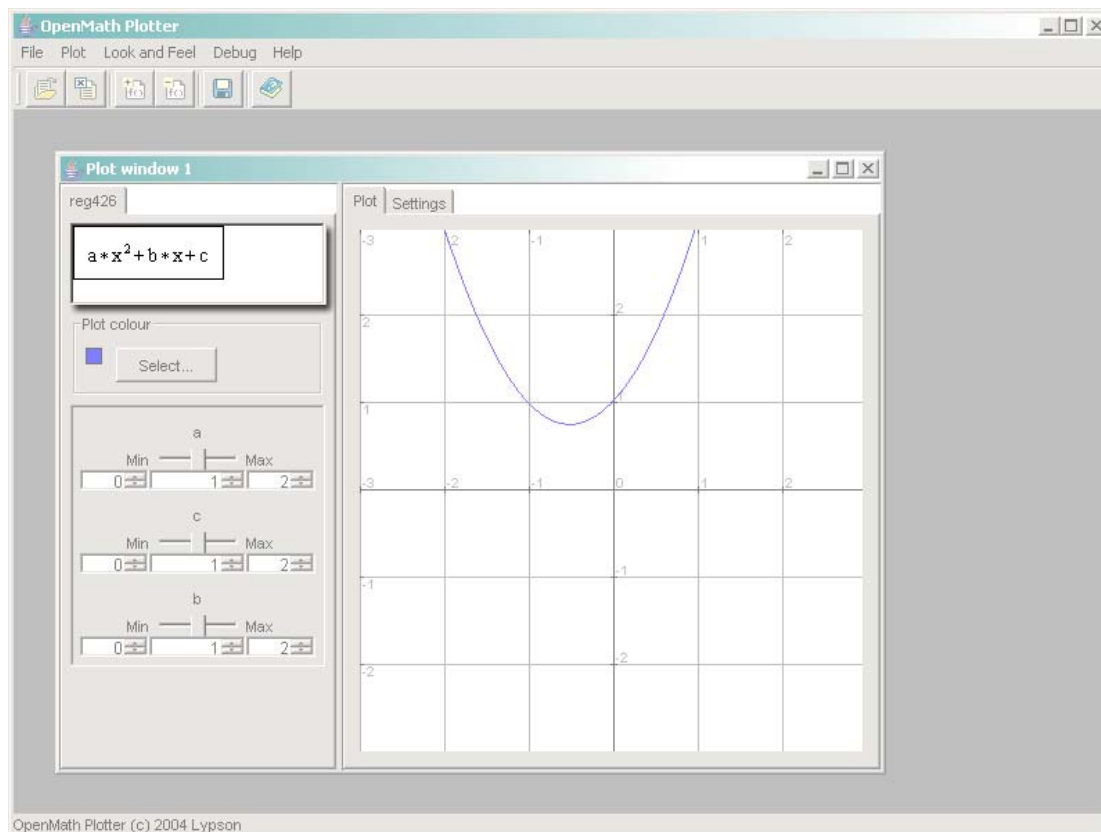 OpenMath Plotter
File Plot Look and Feel Debug Help
Plot window 1
reg426
a*x²+b*x+c
Plot colour
Select...
a
Min Max
0 1 2
c
Min Max
0 1 2
b
Min Max
0 1 2
Plot Settings
-3 -2 -1 1 2
2 2
1 1
-3 -2 -1 0 1 2
-1 -1
-2 -2
OpenMath Plotter (c) 2004 Lypson